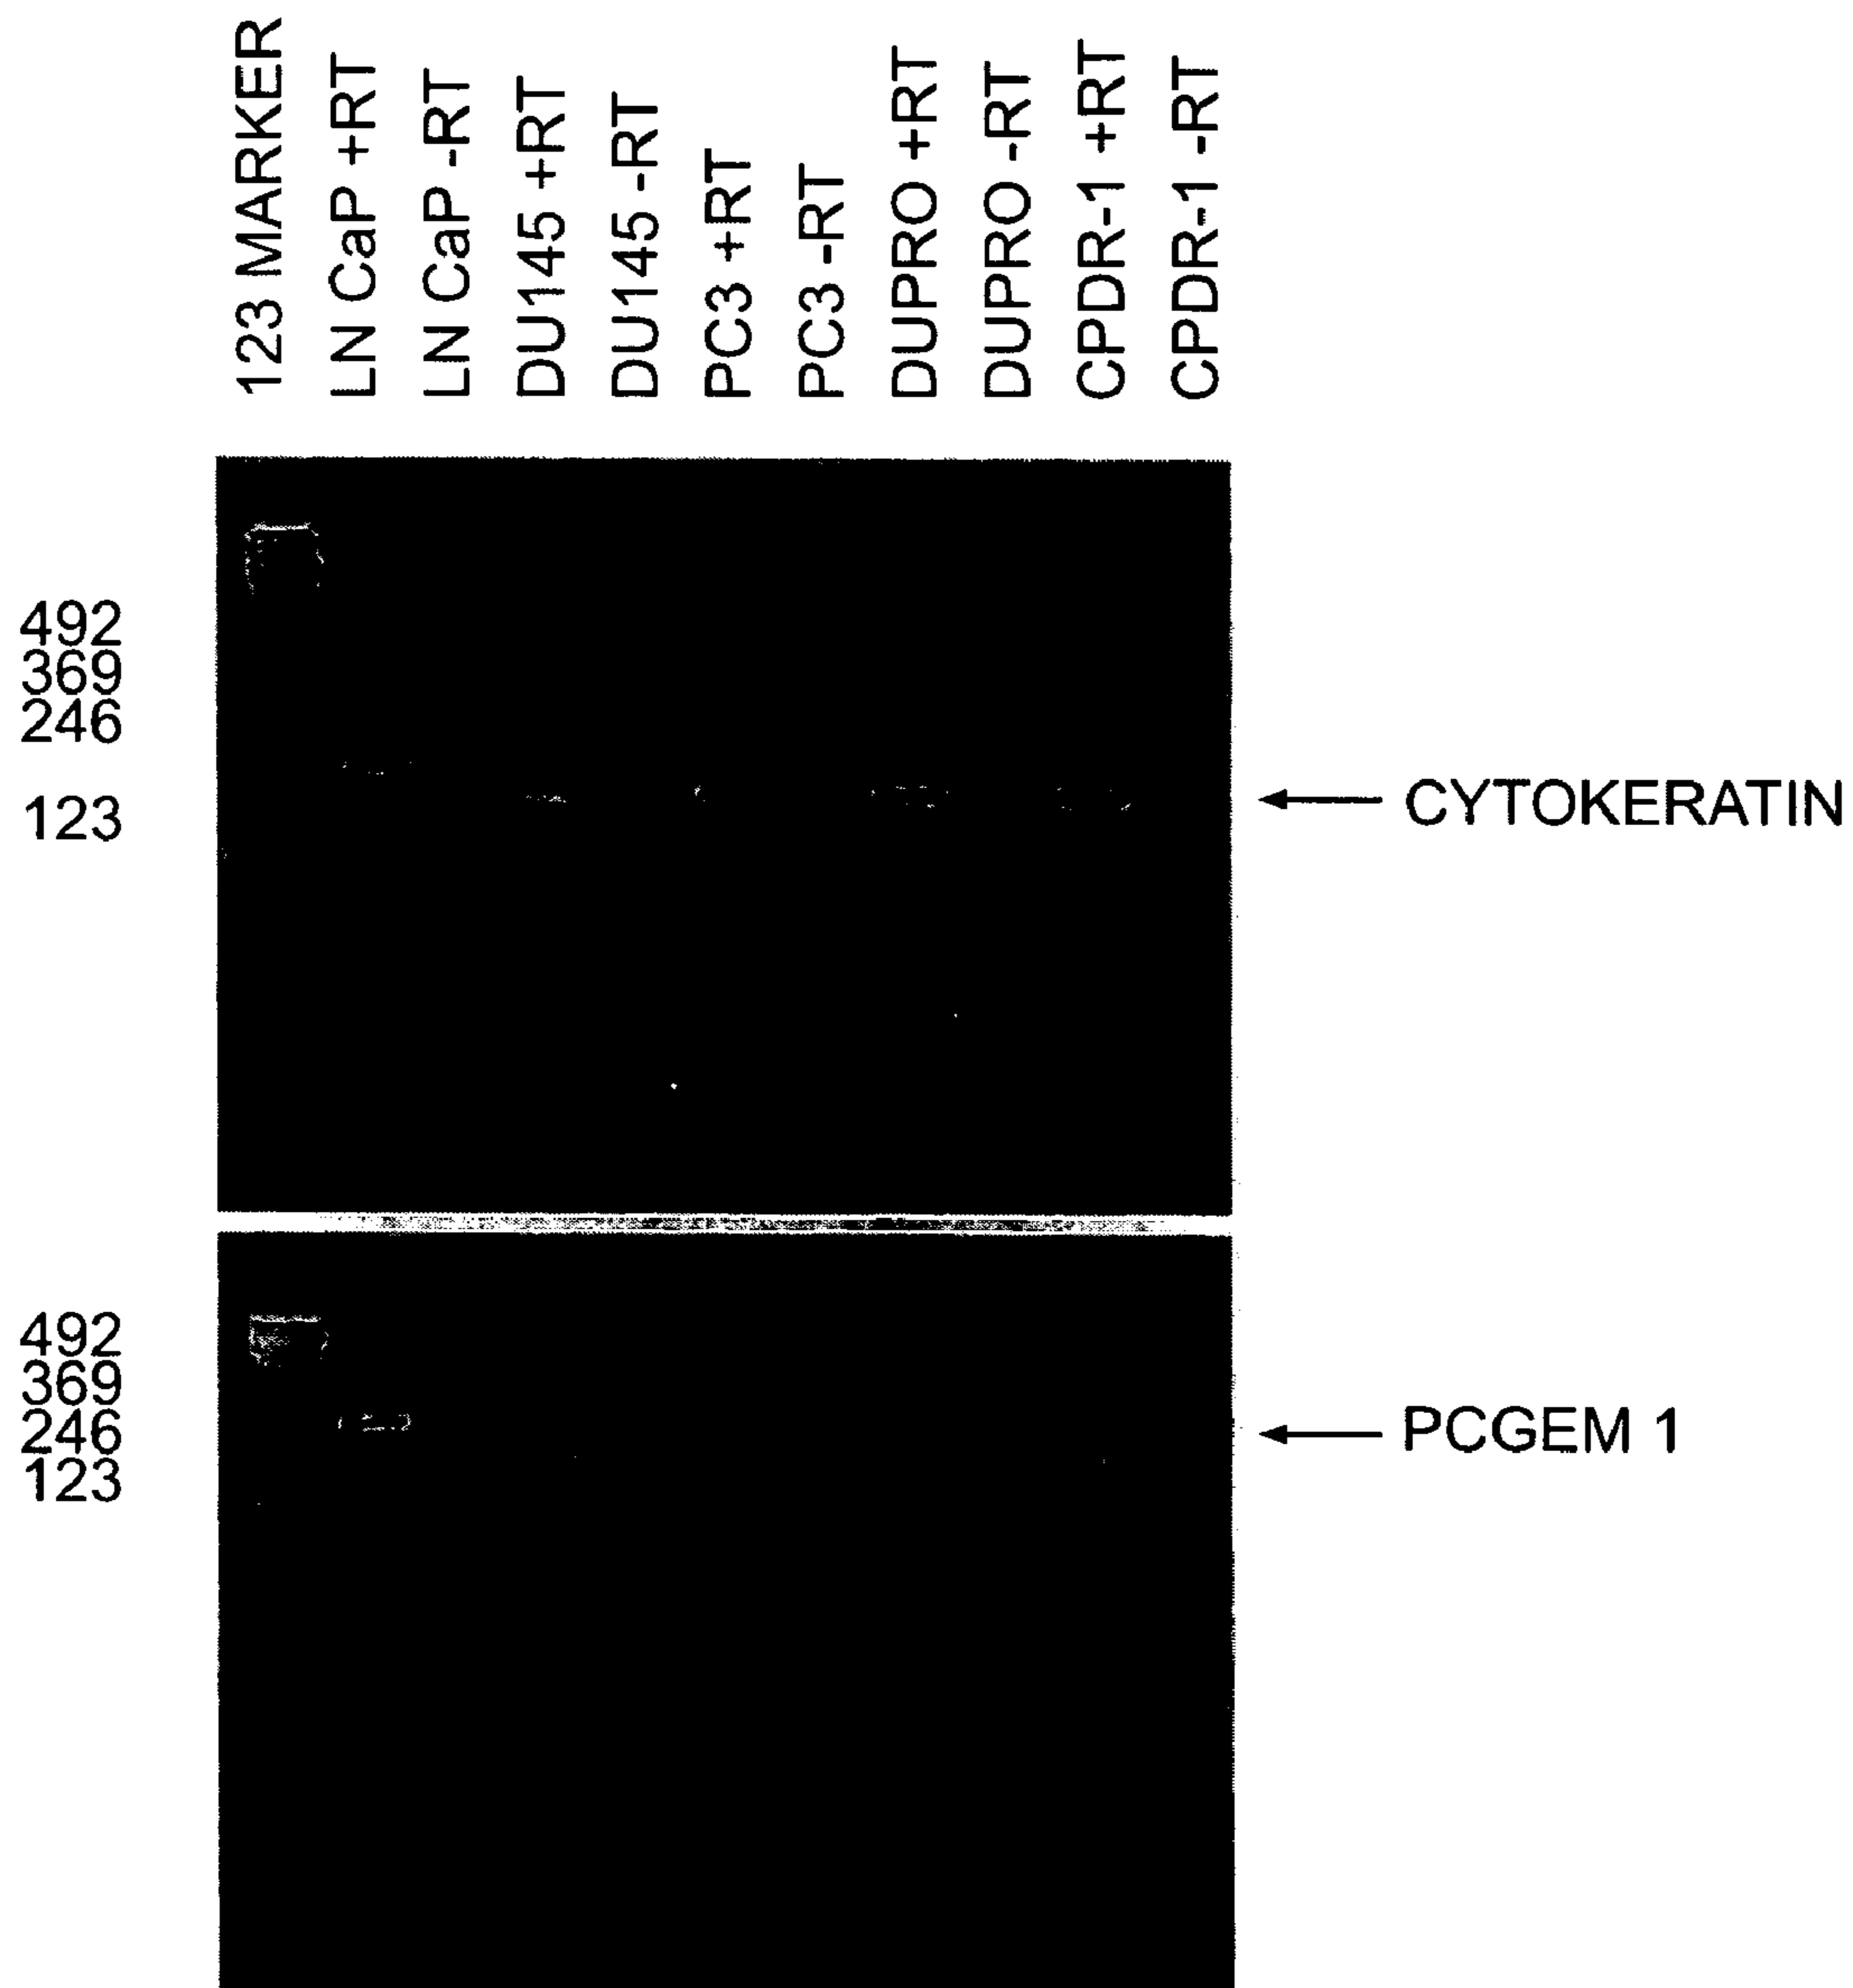 123 MARKER
LN CaP +RT
LN CaP -RT
DU145 +RT
DU145 -RT
PC3 +RT
PC3 -RT
DUPRO +RT
DUPRO -RT
CPDR-1 +RT
CPDR-1 -RT
492
369
246
123
CYTOKERATIN
492
369
246
123
PCGEM 1